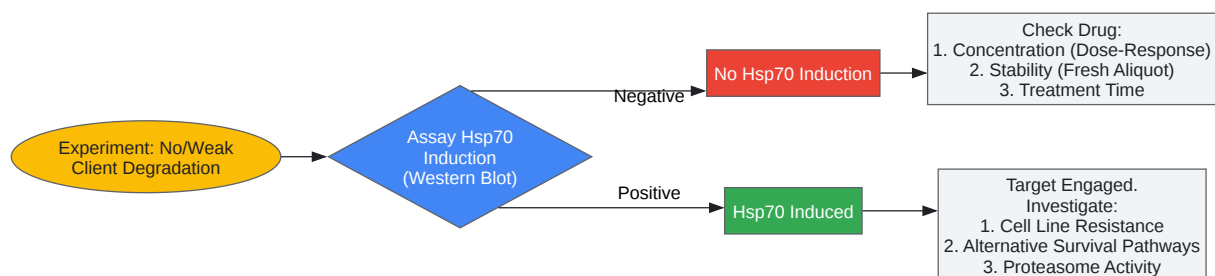 Experiment: No/Weak
Client Degradation
Assay Hsp70
Induction
(Western Blot)
Negative
No Hsp70 Induction
Check Drug:
1. Concentration (Dose-Response)
2. Stability (Fresh Aliquot)
3. Treatment Time
Positive
Hsp70 Induced
Target Engaged.
Investigate:
1. Cell Line Resistance
2. Alternative Survival Pathways
3. Proteasome Activity